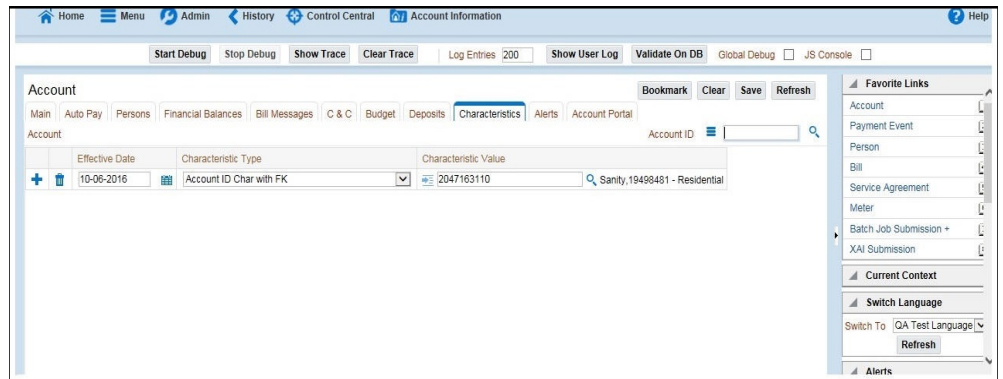 Home Menu Admin History Control Central Account Information Help
Start Debug Stop Debug Show Trace Clear Trace Log Entries 200 Show User Log Validate On DB Global Debug JS Console
Account Bookmark Clear Save Refresh
Main Auto Pay Persons Financial Balances Bill Messages C & C Budget Deposits Characteristics Alerts Account Portal
Account Account ID
Effective Date Characteristic Type Characteristic Value
10-06-2016 Account ID Char with FK 2047163110 Sanity,19498481 - Residential
Favorite Links
Account
Payment Event
Person
Bill
Service Agreement
Meter
Batch Job Submission +
XAI Submission
Current Context
Switch Language
Switch To QA Test Language
Refresh
Alerts